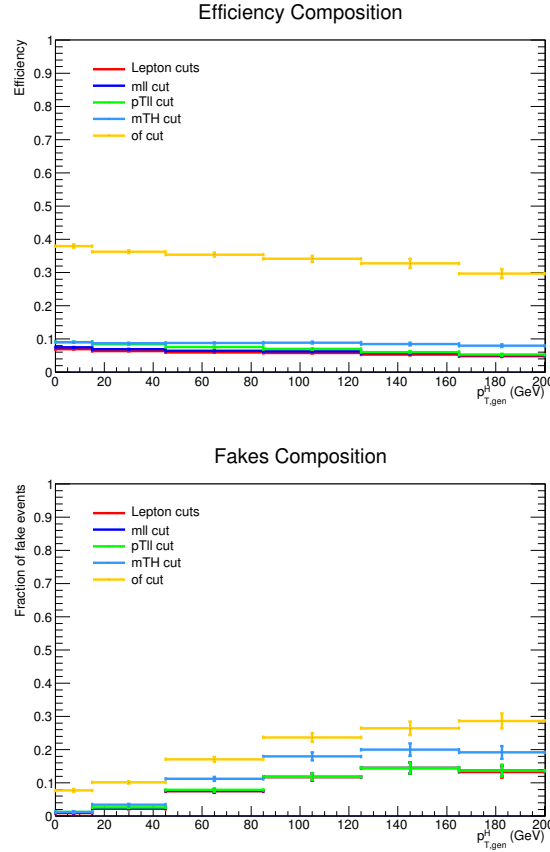 Efficiency Composition
Efficiency
1
0.9
0.8
0.7
0.6
0.5
0.4
0.3
0.2
0.1
0
Lepton cuts
mll cut
pTll cut
mTH cut
of cut
0 20 40 60 80 100 120 140 160 180 200
p^H_T,gen (GeV)
Fakes Composition
Fraction of fake events
1
0.9
0.8
0.7
0.6
0.5
0.4
0.3
0.2
0.1
0
Lepton cuts
mll cut
pTll cut
mTH cut
of cut
0 20 40 60 80 100 120 140 160 180 200
p^H_T,gen (GeV)